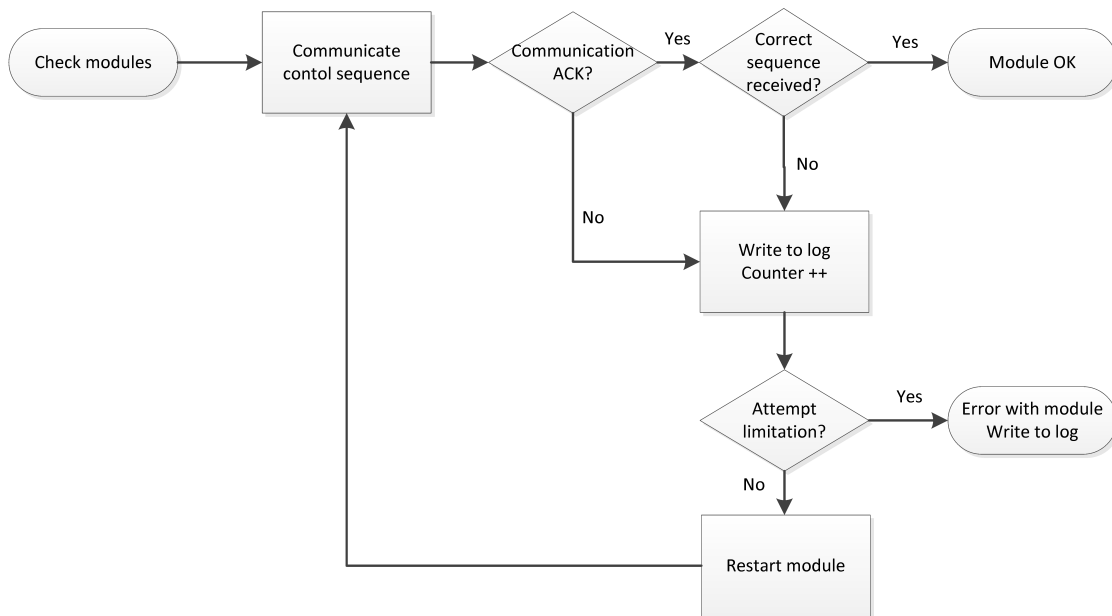 Check modules
Communicate
contol sequence
Communication
ACK?
Yes
Correct
sequence
received?
Yes
Module OK
No
No
Write to log
Counter ++
Attempt
limitation?
Yes
Error with module
Write to log
No
Restart module